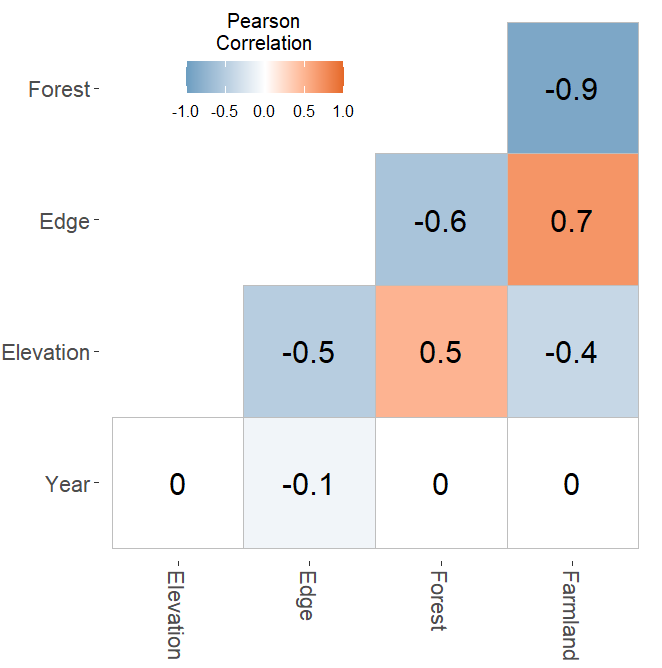 Pearson
Correlation
-1.0 -0.5 0.0 0.5 1.0
Forest -0.9
Edge -0.6 0.7
Elevation -0.5 0.5 -0.4
Year 0 -0.1 0 0
Elevation Edge Forest Farmland